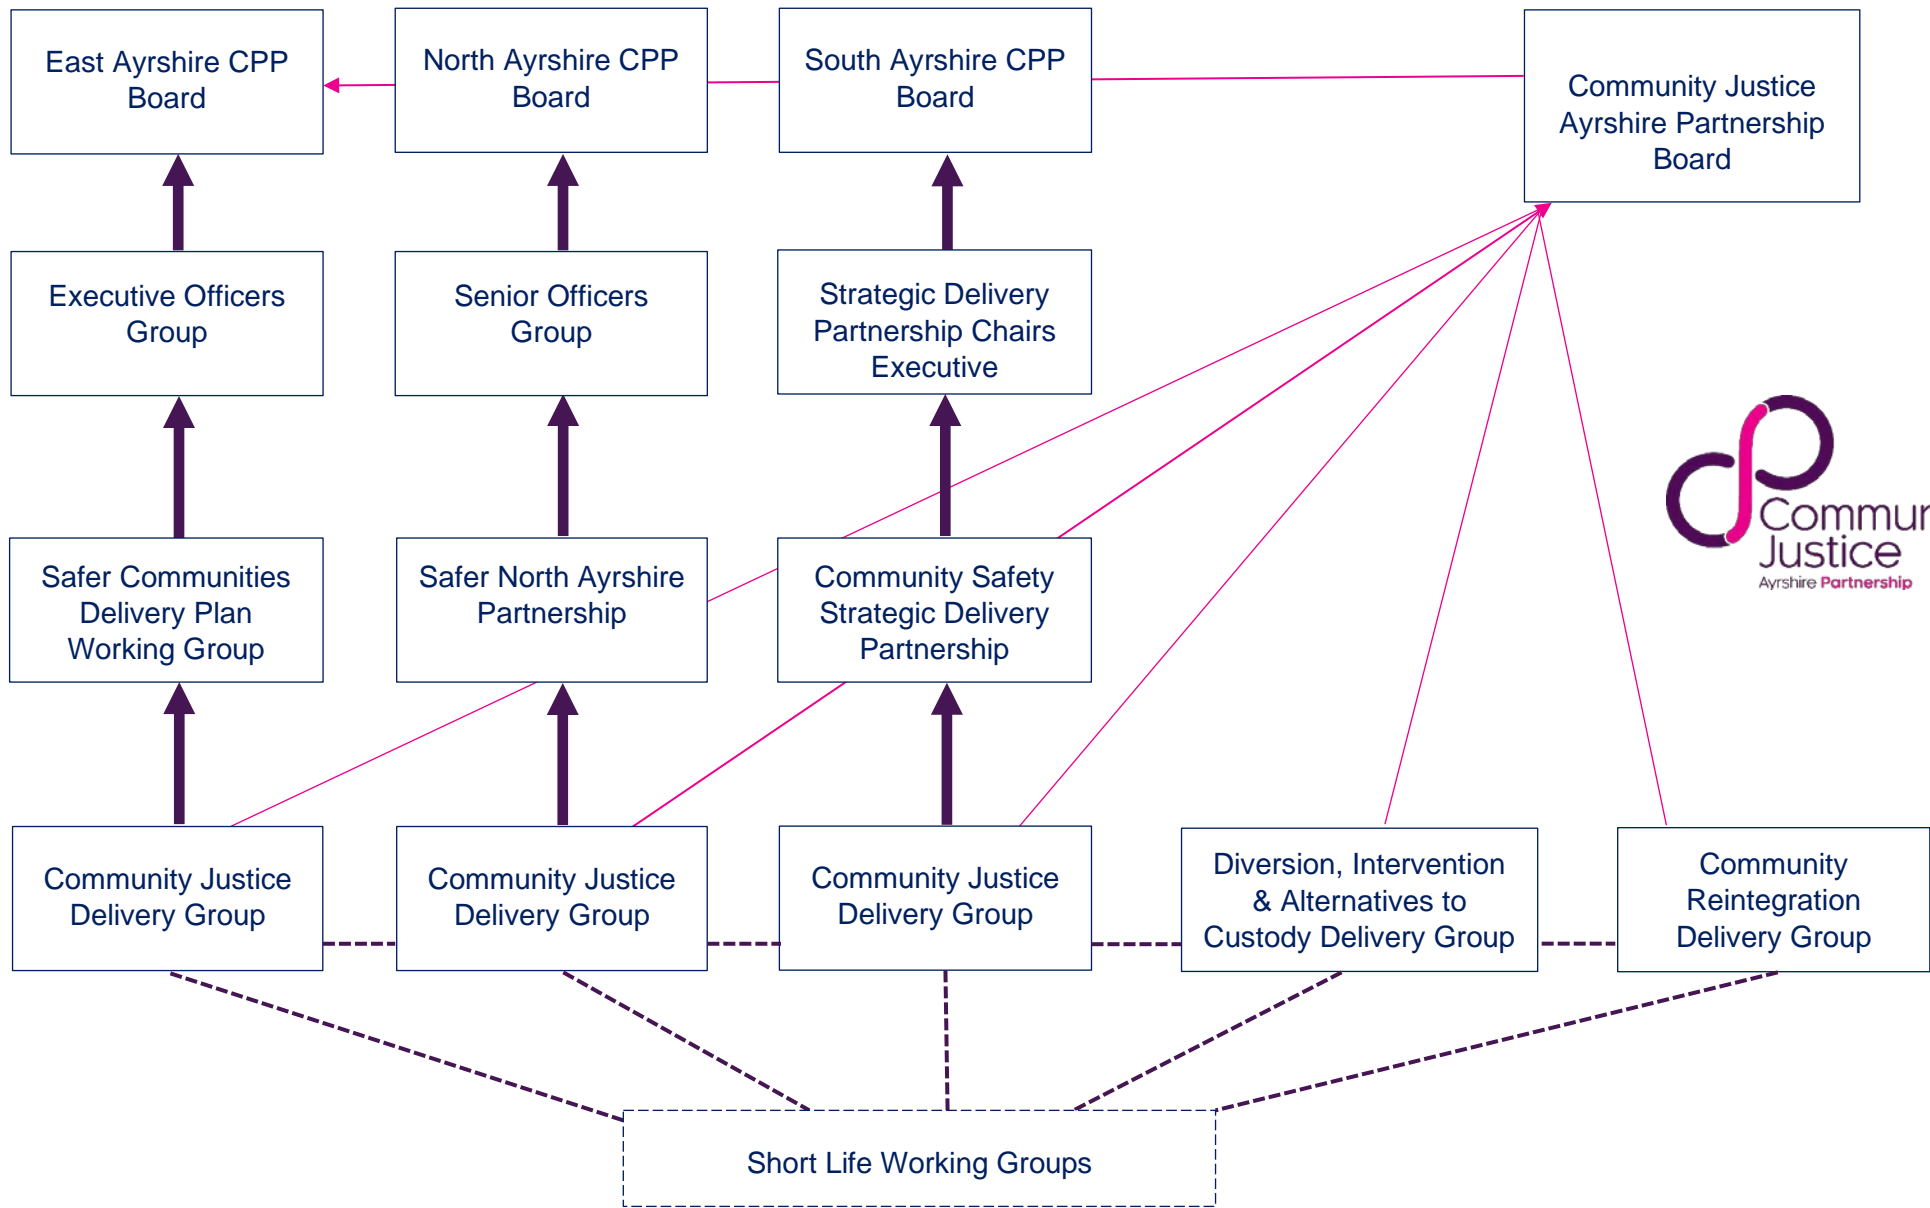 East Ayrshire CPP
Board
North Ayrshire CPP
Board
South Ayrshire CPP
Board
Community Justice
Ayrshire Partnership
Board
Executive Officers
Group
Senior Officers
Group
Strategic Delivery
Partnership Chairs
Executive
Commun
Justice
Ayrshire Partnership
Safer Communities
Delivery Plan
Working Group
Safer North Ayrshire
Partnership
Community Safety
Strategic Delivery
Partnership
Community Justice
Delivery Group
Community Justice
Delivery Group
Community Justice
Delivery Group
Diversion, Intervention
& Alternatives to
Custody Delivery Group
Community
Reintegration
Delivery Group
Short Life Working Groups